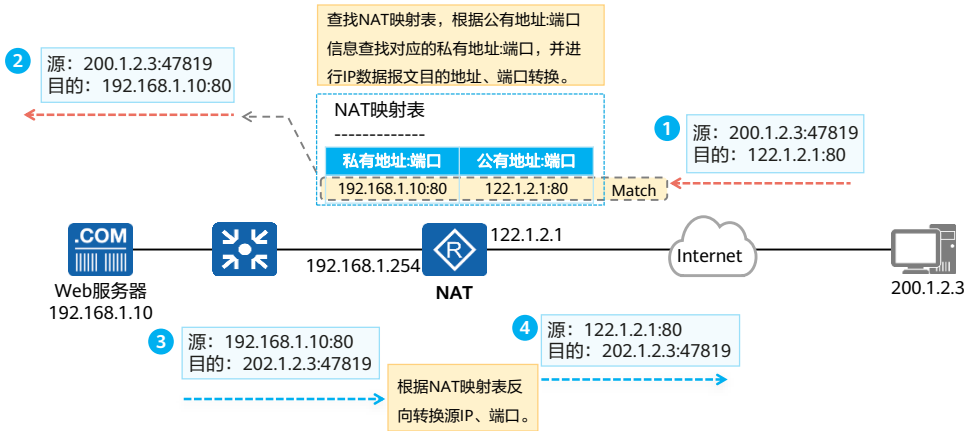 查找NAT映射表，根据公有地址:端口
信息查找对应的私有地址:端口，并进
行IP数据报文目的地址、端口转换。
2
源：200.1.2.3:47819
目的：192.168.1.10:80
NAT映射表
-------------
私有地址:端口 公有地址:端口
192.168.1.10:80 122.1.2.1:80 Match
1
源：200.1.2.3:47819
目的：122.1.2.1:80
.COM
Web服务器
192.168.1.10
192.168.1.254
R
NAT
122.1.2.1
Internet
200.1.2.3
3
源：192.168.1.10:80
目的：202.1.2.3:47819
根据NAT映射表反
向转换源IP、端口。
4
源：122.1.2.1:80
目的：202.1.2.3:47819